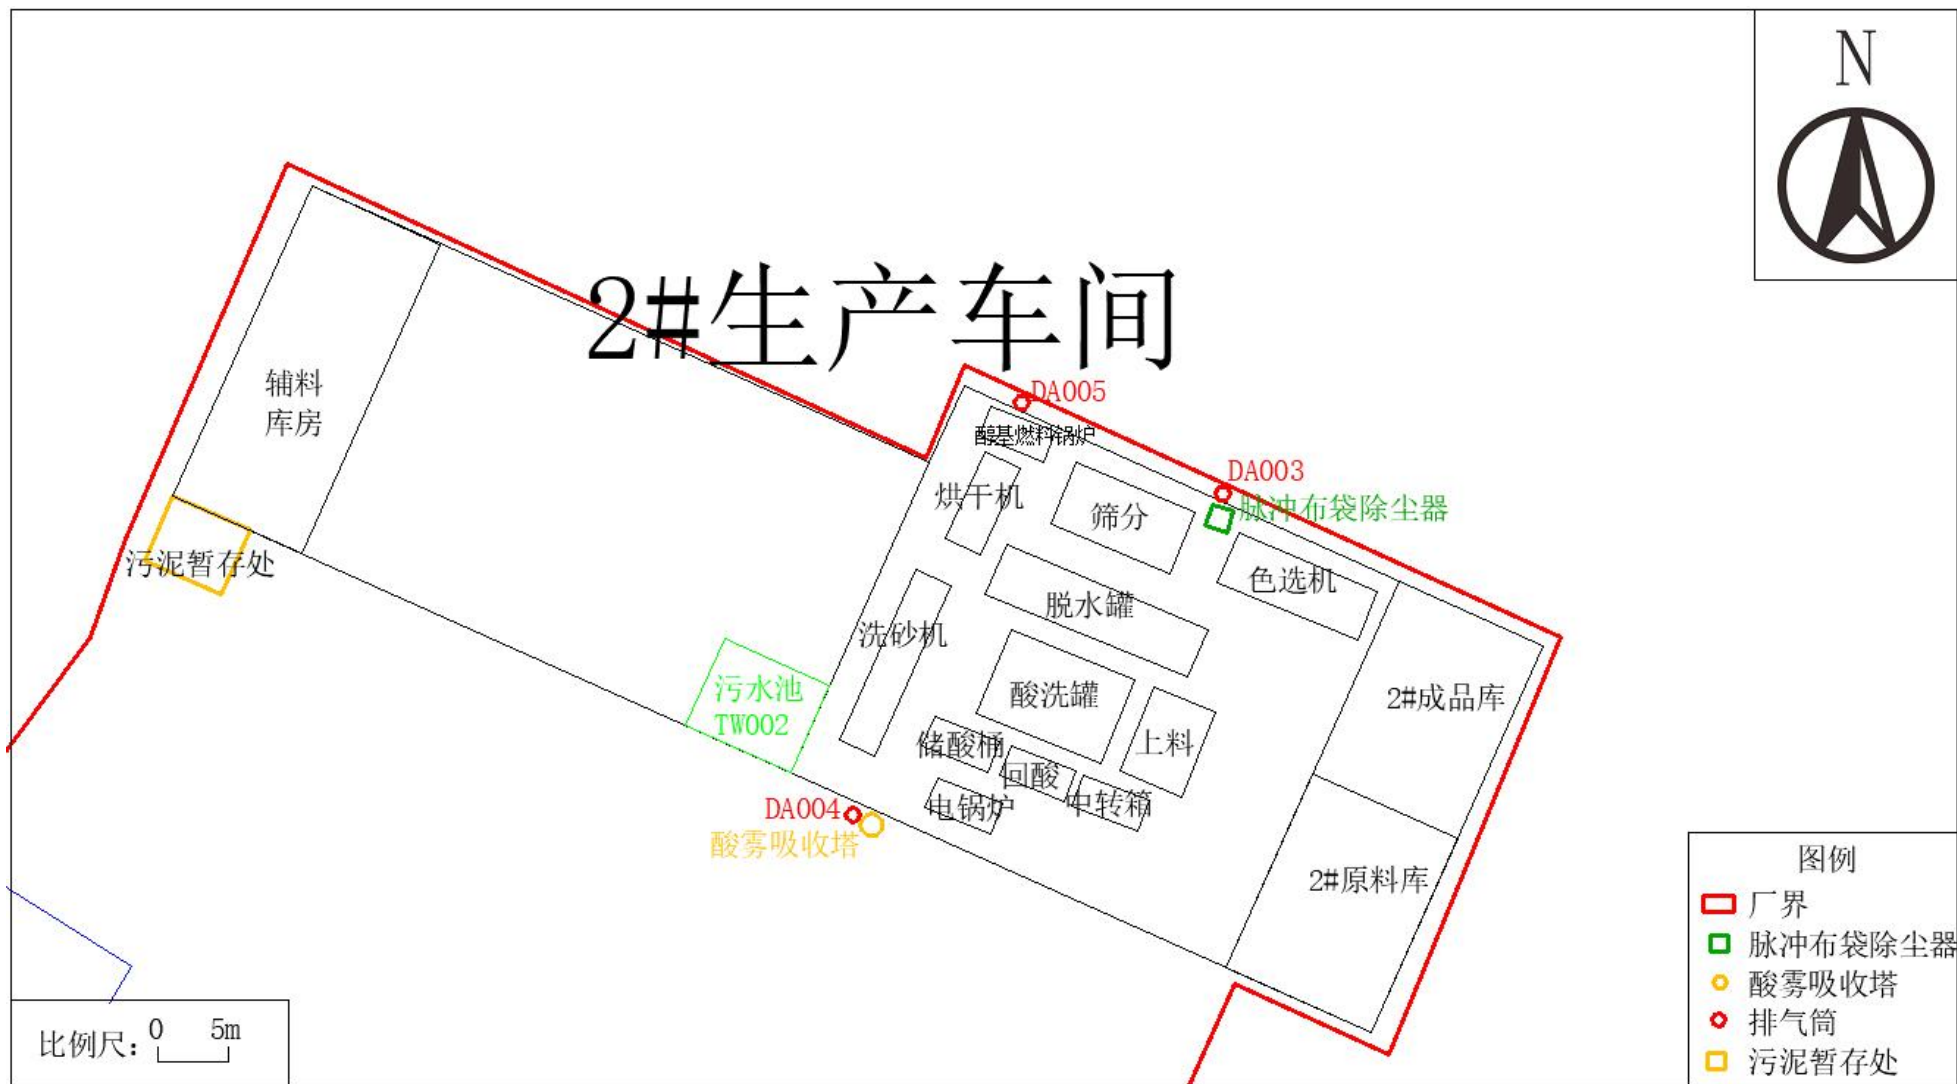 N
2#生产车间
DA005
醇基燃料锅炉
DA003
脉冲布袋除尘器
辅料
库房
烘干机
筛分
色选机
污泥暂存处
脱水罐
洗砂机
污水池
TW002
酸洗罐
2#成品库
储酸桶
上料
回酸
电锅炉
中转箱
DA004
酸雾吸收塔
2#原料库
图例
厂界
脉冲布袋除尘器
酸雾吸收塔
排气筒
污泥暂存处
比例尺: 0 5m